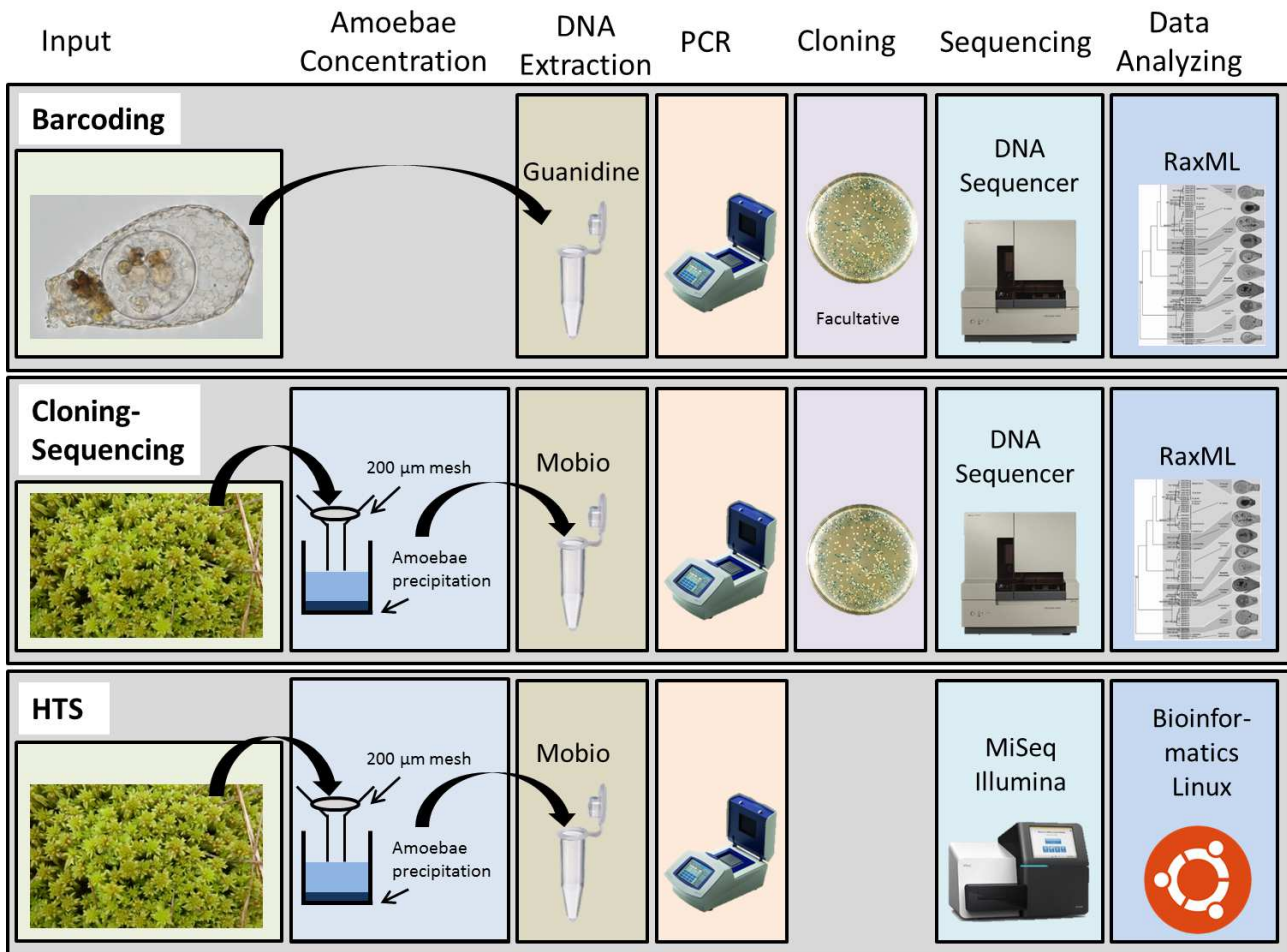 Input
Amoebae
Concentration
DNA
Extraction
PCR
Cloning
Sequencing
Data
Analyzing
Barcoding
Guanidine
Facultative
DNA
Sequencer
RaxML
Cloning-
Sequencing
200 µm mesh
Amoebae
precipitation
Mobio
DNA
Sequencer
RaxML
HTS
200 µm mesh
Amoebae
precipitation
Mobio
MiSeq
Illumina
Bioinfor-
matics
Linux